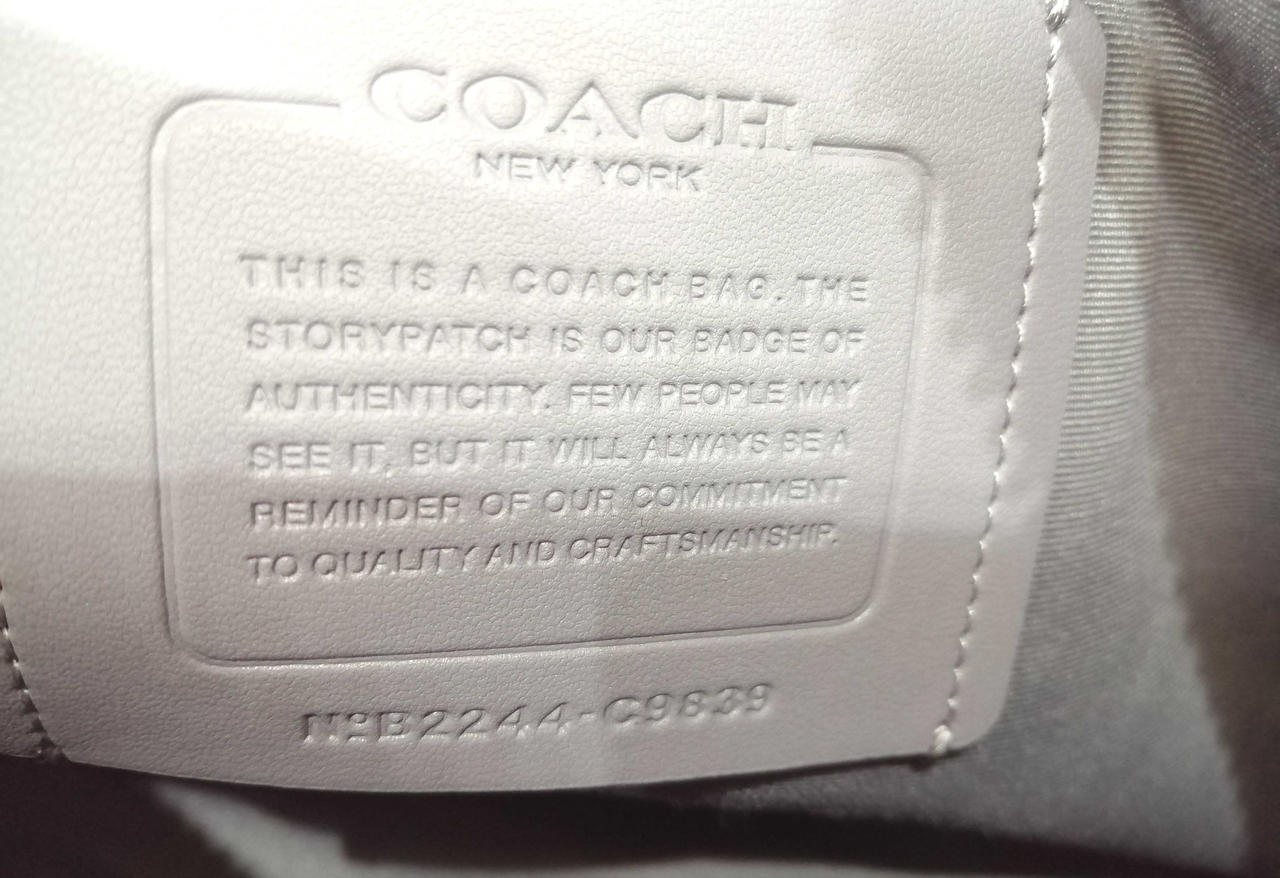 COACH
NEW YORK
THIS IS A COACH BAG. THE
STORYPATCH IS OUR BADGE OF
AUTHENTICITY. FEW PEOPLE MAY
SEE IT, BUT IT WILL ALWAYS BE A
REMINDER OF OUR COMMITMENT
TO QUALITY AND CRAFTSMANSHIP.
NºB2244-C9839